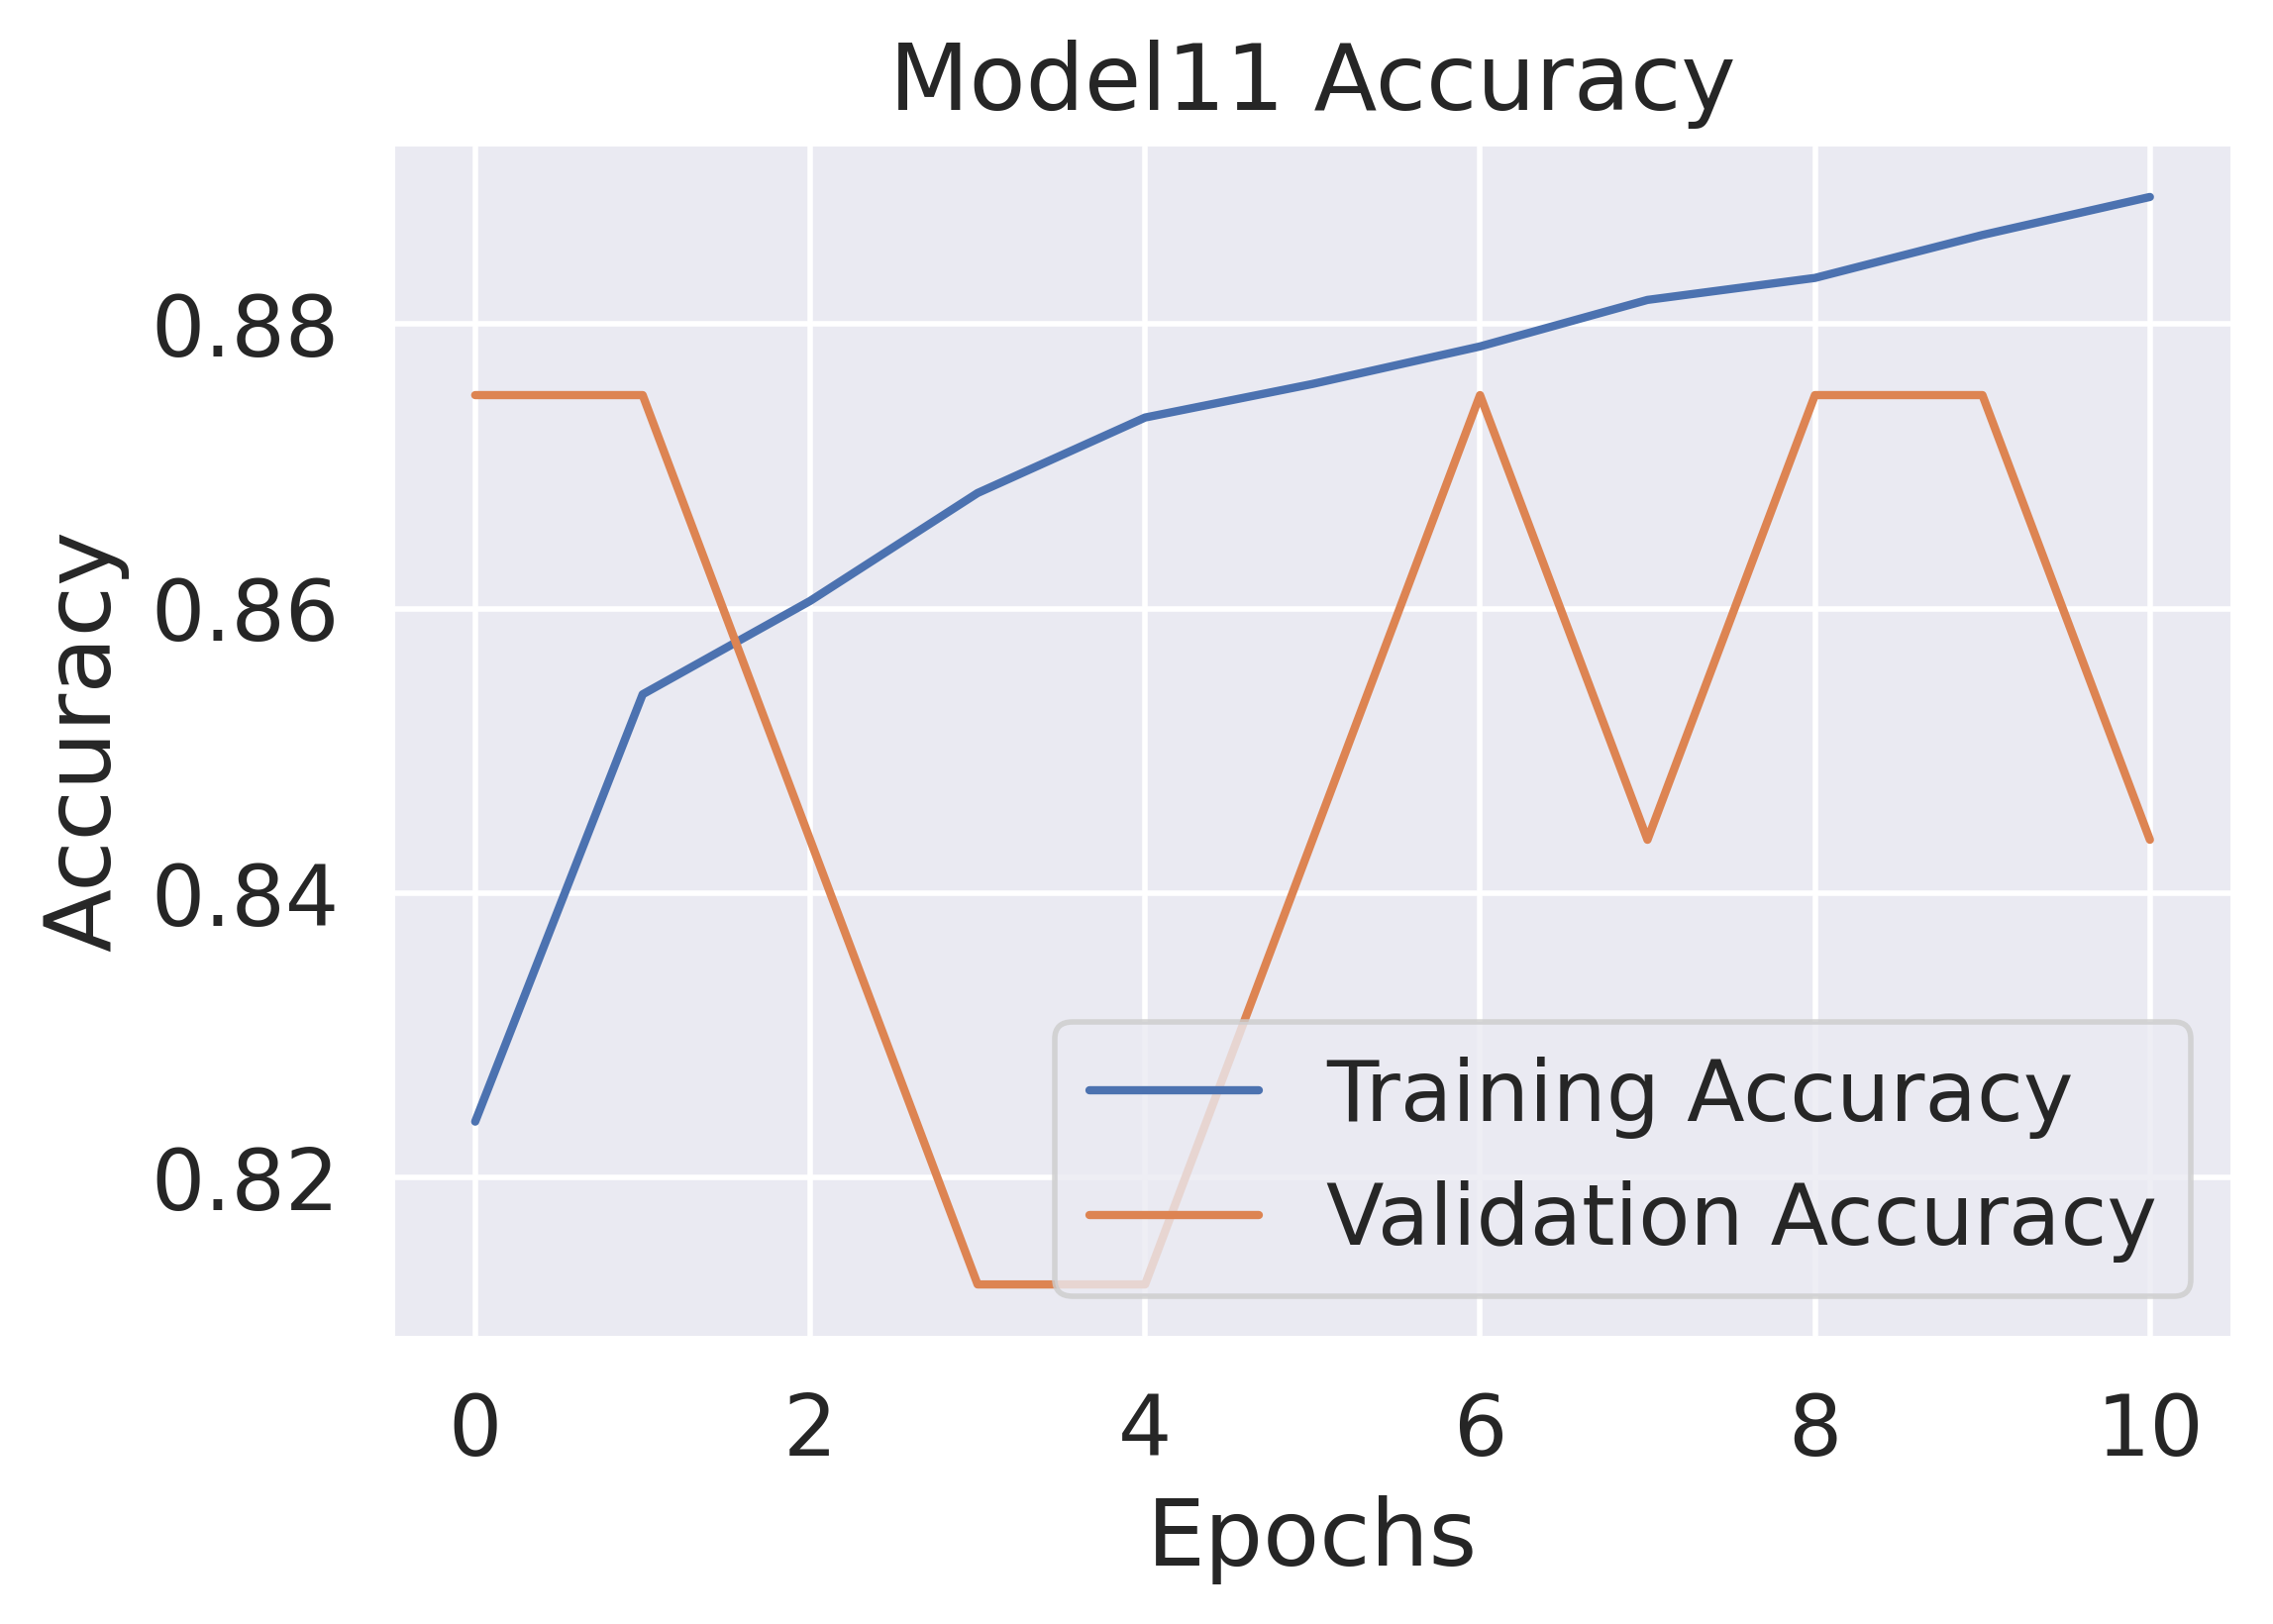 Model11 Accuracy
Accuracy
0.88
0.86
0.84
0.82
Training Accuracy
Validation Accuracy
0 2 4 6 8 10
Epochs